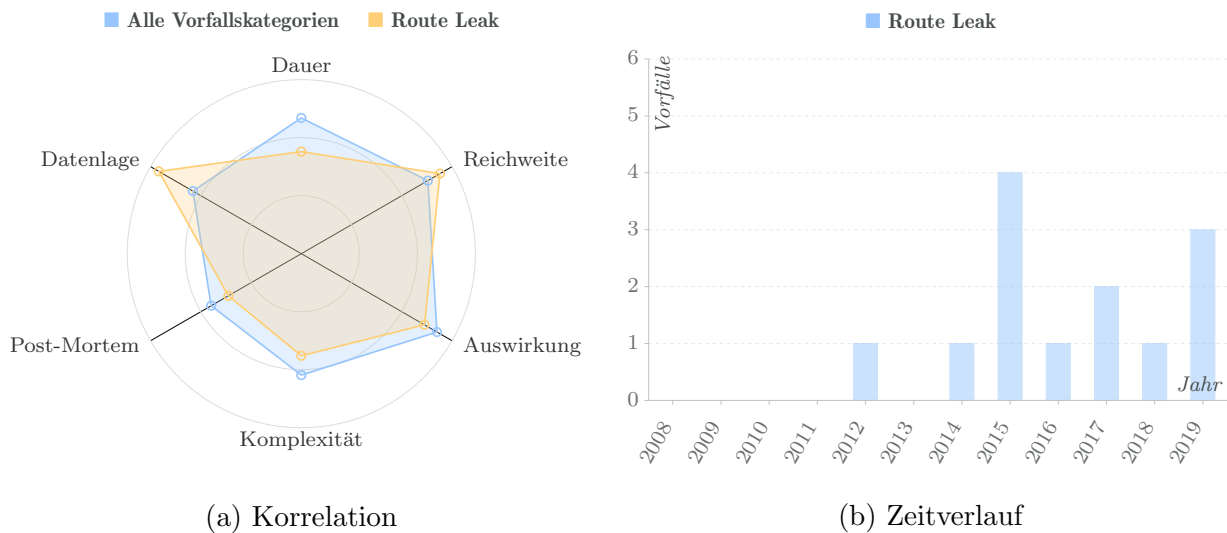 Alle Vorfallskategorien Route Leak
Dauer
Datenlage Reichweite
Post-Mortem Auswirkung
Komplexität
(a) Korrelation
Route Leak
Vorfälle
6
5
4
3
2
1
0
Jahr
2008 2009 2010 2011 2012 2013 2014 2015 2016 2017 2018 2019
(b) Zeitverlauf